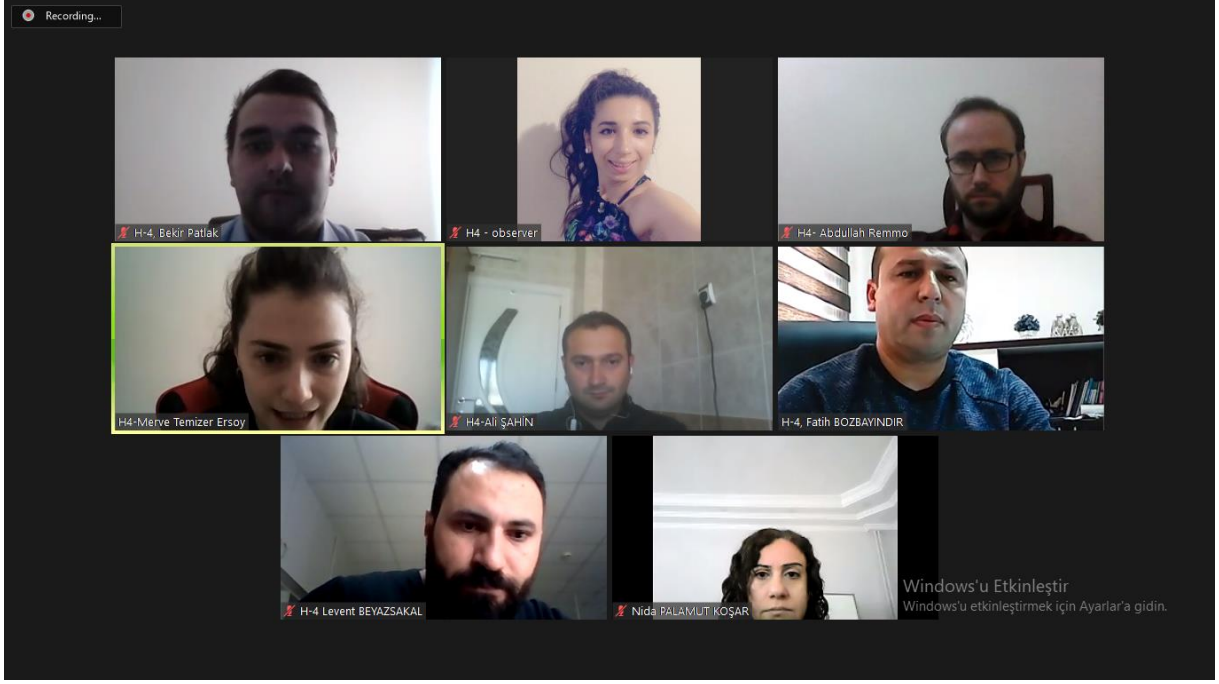 Recording...
H-4, Bekir Patlak
H4 - observer
H4- Abdullah Remmo
H4-Merve Temizer Ersoy
H4-Ali ŞAHİN
H-4, Fatih BOZBAYINDIR
H-4 Levent BEYAZSAKAL
Nida PALAMUT KOŞAR
Windows'u Etkinleştir
Windows'u etkinleştirmek için Ayarlar'a gidin.